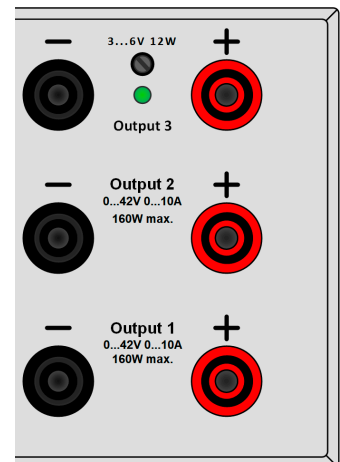 − 3...6V 12W +
Output 3
− Output 2 +
0...42V 0...10A
160W max.
− Output 1 +
0...42V 0...10A
160W max.